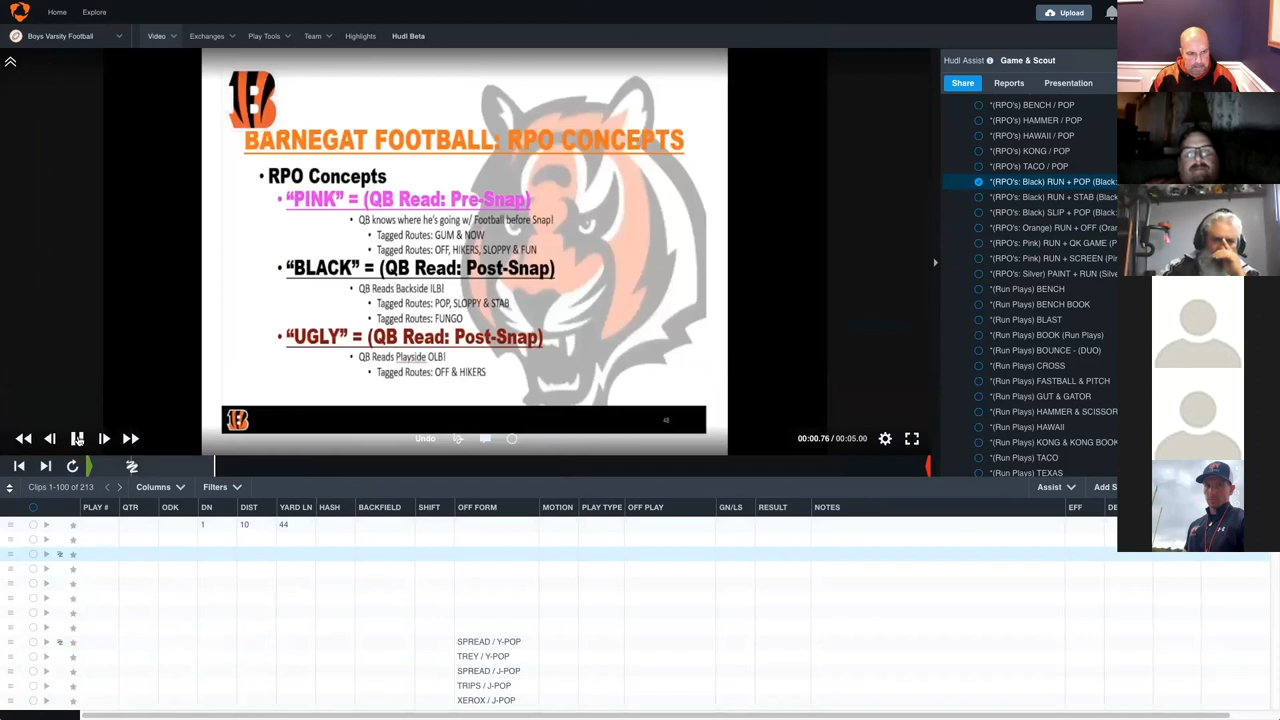 Home
Explore
Upload
Boys Varsity Football
Video
Exchanges
Play Tools
Team
Highlights
Hudl Beta
B
BARNEGAT FOOTBALL: RPO CONCEPTS
• RPO Concepts
• “PINK” = (QB Read: Pre-Snap)
• QB knows where he's going w/ Football before Snap!
• Tagged Routes: GUM & NOW
• Tagged Routes: OFF, HIKERS, SLOPPY & FUN
• “BLACK” = (QB Read: Post-Snap)
• QB Reads Backside ILB!
• Tagged Routes: POP, SLOPPY & STAB
• Tagged Routes: FUNGO
• “UGLY” = (QB Read: Post-Snap)
• QB Reads Playside OLB!
• Tagged Routes: OFF & HIKERS
B
48
Undo
00:00.76 / 00:05.00
Hudl Assist
Game & Scout
Share
Reports
Presentation
*(RPO's) BENCH / POP
*(RPO's) HAMMER / POP
*(RPO's) HAWAII / POP
*(RPO's) KONG / POP
*(RPO's) TACO / POP
*(RPO's: Black) RUN + POP (Black:
*(RPO's: Black) RUN + STAB (Black:
*(RPO's: Black) SLIP + POP (Black:
*(RPO's: Orange) RUN + OFF (Oran
*(RPO's: Pink) RUN + QK GAME (P
*(RPO's: Pink) RUN + SCREEN (Pi
*(RPO's: Silver) PAINT + RUN (Silve
*(Run Plays) BENCH
*(Run Plays) BENCH BOOK
*(Run Plays) BLAST
*(Run Plays) BOOK (Run Plays)
*(Run Plays) BOUNCE - (DUO)
*(Run Plays) CROSS
*(Run Plays) FASTBALL & PITCH
*(Run Plays) GUT & GATOR
*(Run Plays) HAMMER & SCISSOR
*(Run Plays) HAWAII
*(Run Plays) KONG & KONG BOOK
*(Run Plays) TACO
*(Run Plays) TEXAS
Clips 1-100 of 213
Columns
Filters
Assist
Add S
PLAY # QTR ODK DN DIST YARD LN HASH BACKFIELD SHIFT OFF FORM MOTION PLAY TYPE OFF PLAY GN/LS RESULT NOTES EFF DE
1 10 44
SPREAD / Y-POP
TREY / Y-POP
SPREAD / J-POP
TRIPS / J-POP
XEROX / J-POP